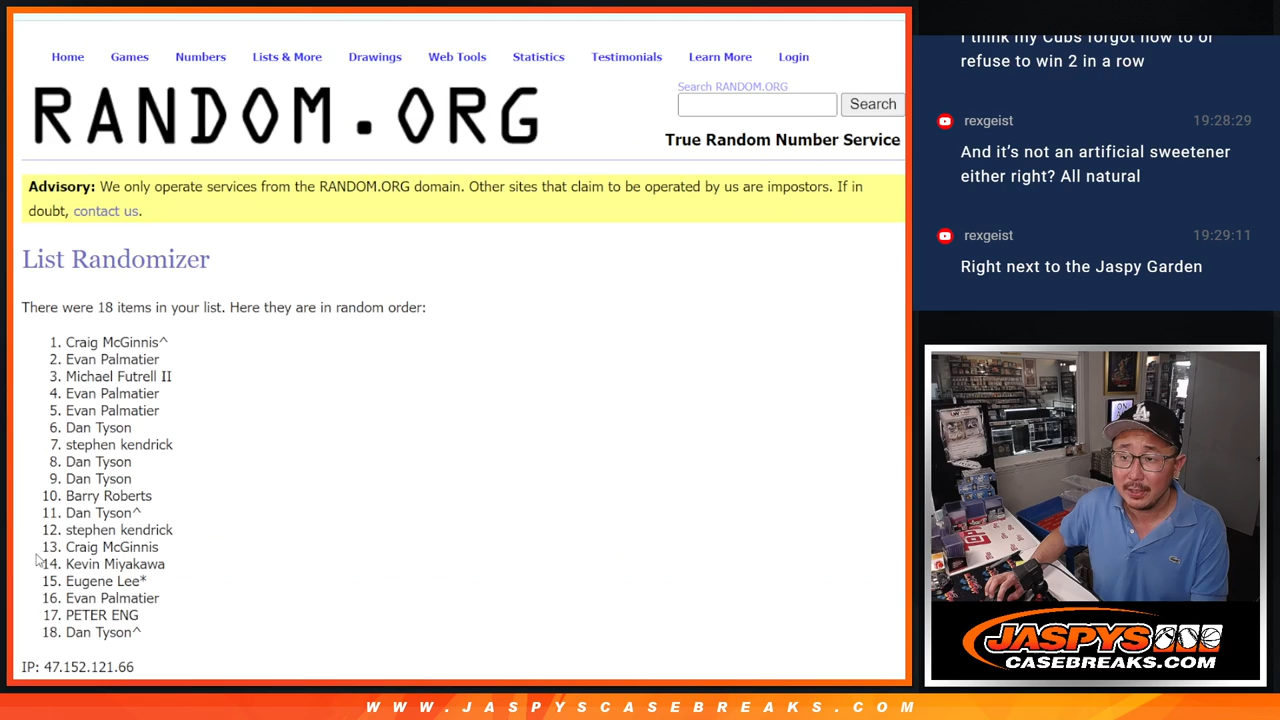 Home Games Numbers Lists & More Drawings Web Tools Statistics Testimonials Learn More Login
RANDOM.ORG
Search RANDOM.ORG
Search
True Random Number Service
Advisory: We only operate services from the RANDOM.ORG domain. Other sites that claim to be operated by us are impostors. If in
doubt, contact us.
List Randomizer
There were 18 items in your list. Here they are in random order:
1. Craig McGinnis^
2. Evan Palmatier
3. Michael Futrell II
4. Evan Palmatier
5. Evan Palmatier
6. Dan Tyson
7. stephen kendrick
8. Dan Tyson
9. Dan Tyson
10. Barry Roberts
11. Dan Tyson^
12. stephen kendrick
13. Craig McGinnis
14. Kevin Miyakawa
15. Eugene Lee*
16. Evan Palmatier
17. PETER ENG
18. Dan Tyson^
IP: 47.152.121.66
I think my Cubs forgot how to or
refuse to win 2 in a row
rexgeist 19:28:29
And it's not an artificial sweetener
either right? All natural
rexgeist 19:29:11
Right next to the Jaspy Garden
LA
JASPYS
CASEBREAKS.COM
WWW.JASPYSCASEBREAKS.COM